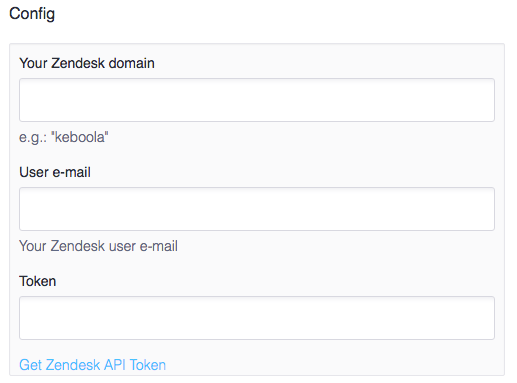 Config
Your Zendesk domain
e.g.: "keboola"
User e-mail
Your Zendesk user e-mail
Token
Get Zendesk API Token